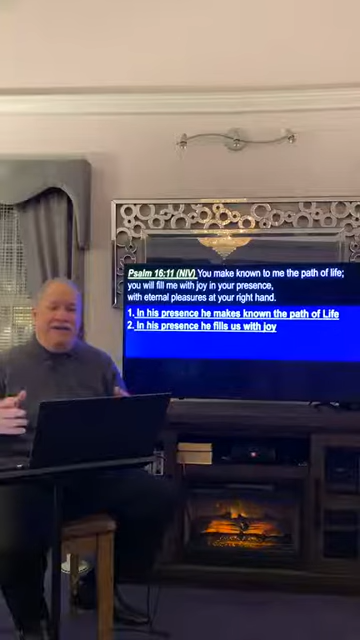 Psalm 16:11 (NIV) You make known to me the path of life;
you will fill me with joy in your presence,
with eternal pleasures at your right hand.
1. In his presence he makes known the path of Life
2. In his presence he fills us with joy